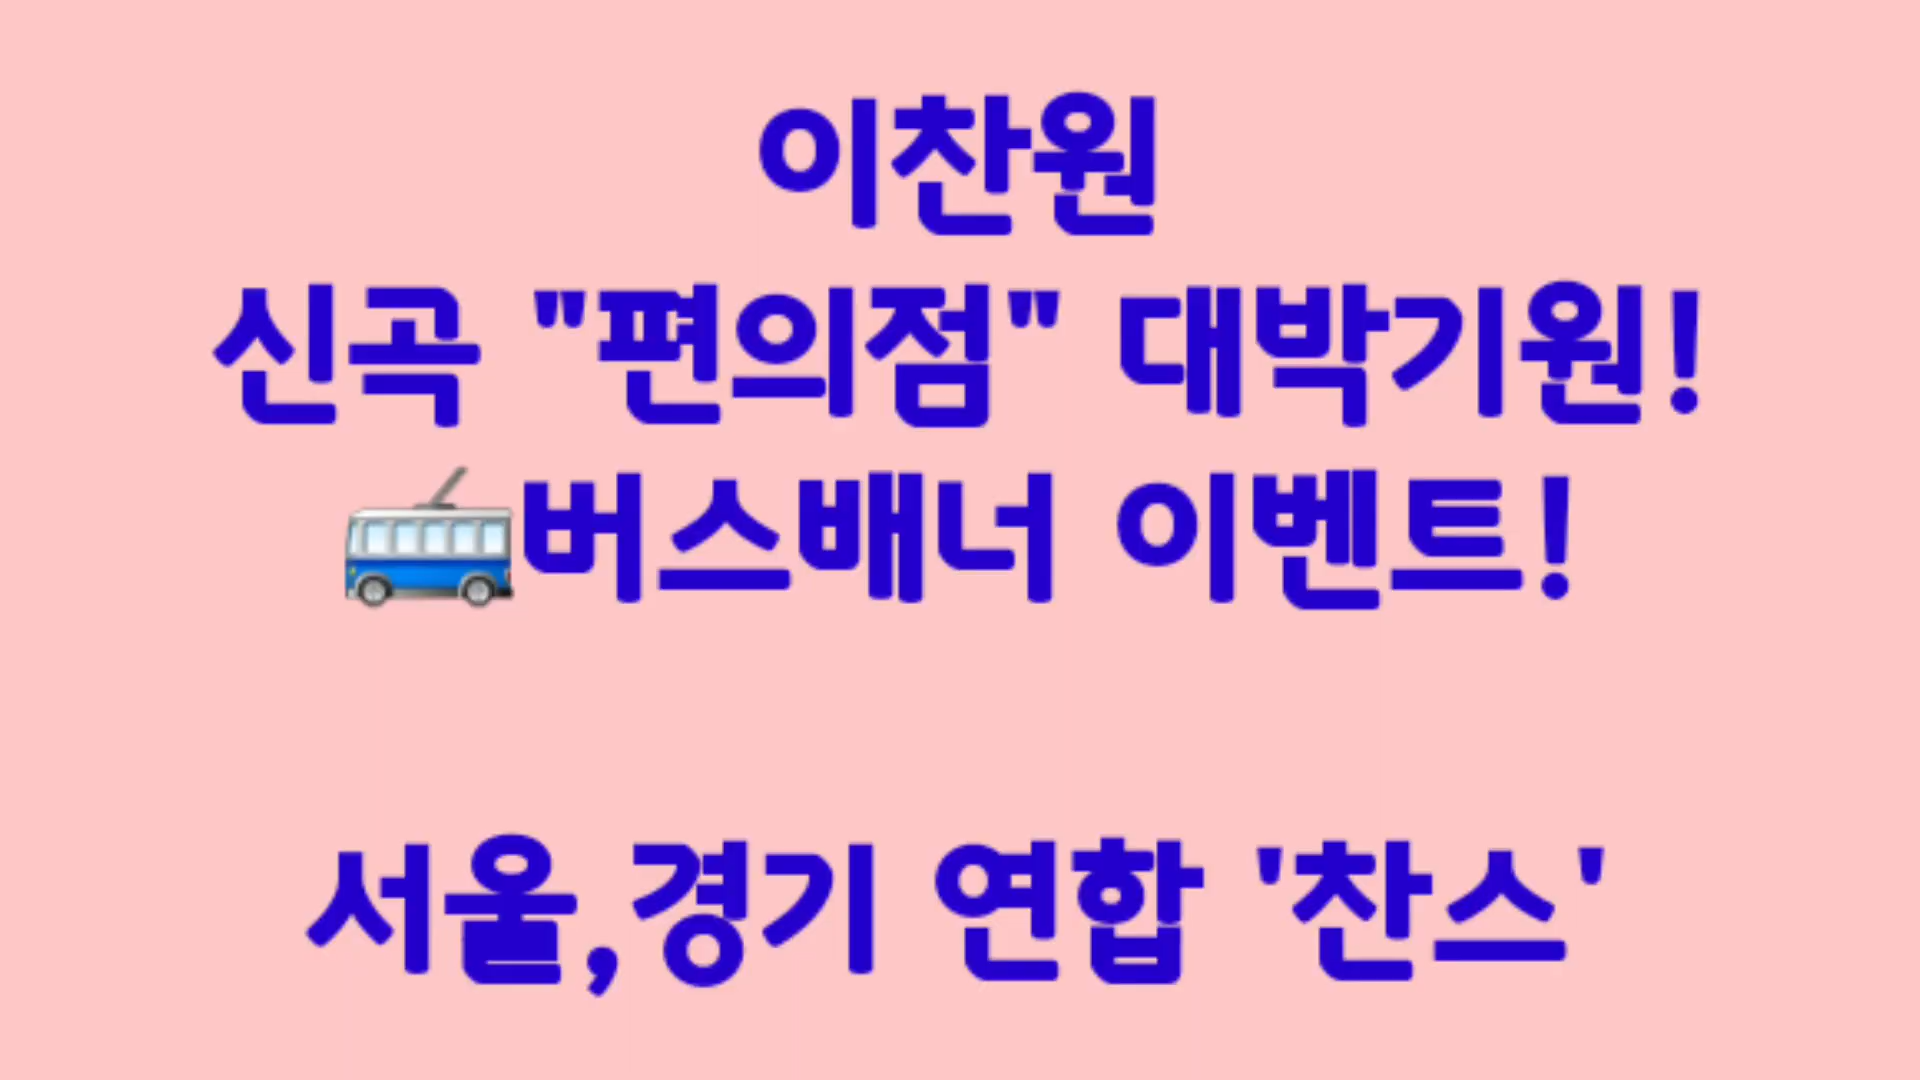 이찬원
신곡 "편의점" 대박기원!
🚎버스배너 이벤트!
서울,경기 연합 '찬스'